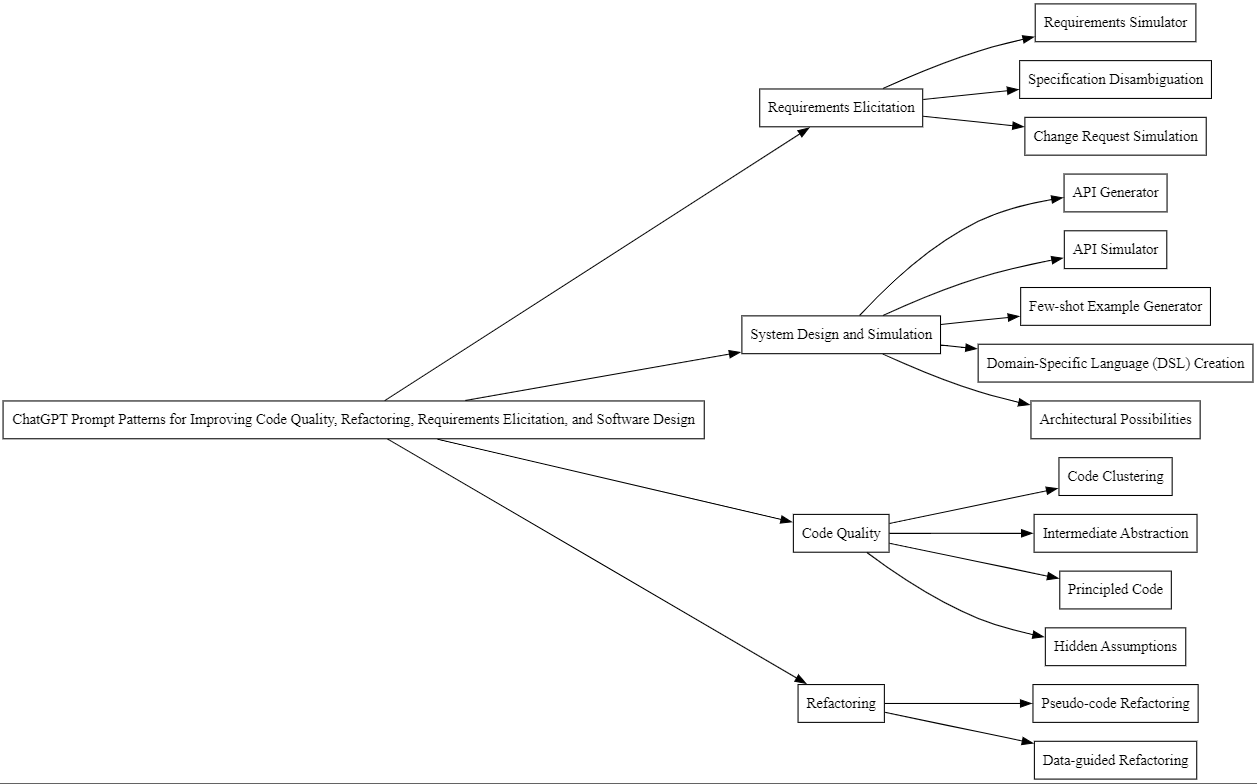 ChatGPT Prompt Patterns for Improving Code Quality, Refactoring, Requirements Elicitation, and Software Design
Requirements Elicitation
Requirements Simulator
Specification Disambiguation
Change Request Simulation
System Design and Simulation
API Generator
API Simulator
Few-shot Example Generator
Domain-Specific Language (DSL) Creation
Architectural Possibilities
Code Quality
Code Clustering
Intermediate Abstraction
Principled Code
Hidden Assumptions
Refactoring
Pseudo-code Refactoring
Data-guided Refactoring